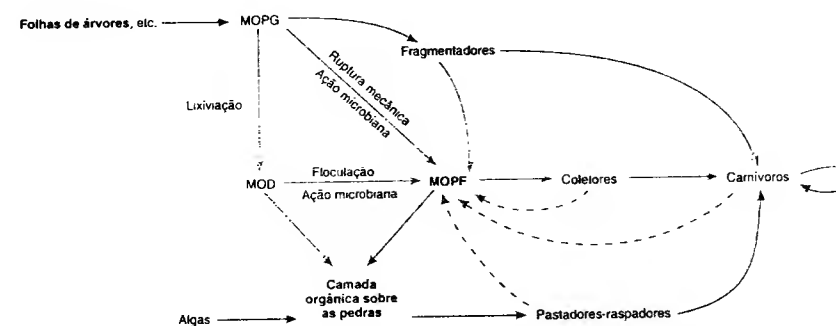 Folhas de árvores, etc.
MOPG
Fragmentadores
Ruptura mecânica
Ação microbiana
Lixiviação
MOD
Floculação
Ação microbiana
MOPF
Coletores
Carnívoros
Camada
orgânica sobre
as pedras
Algas
Pastadores-raspadores